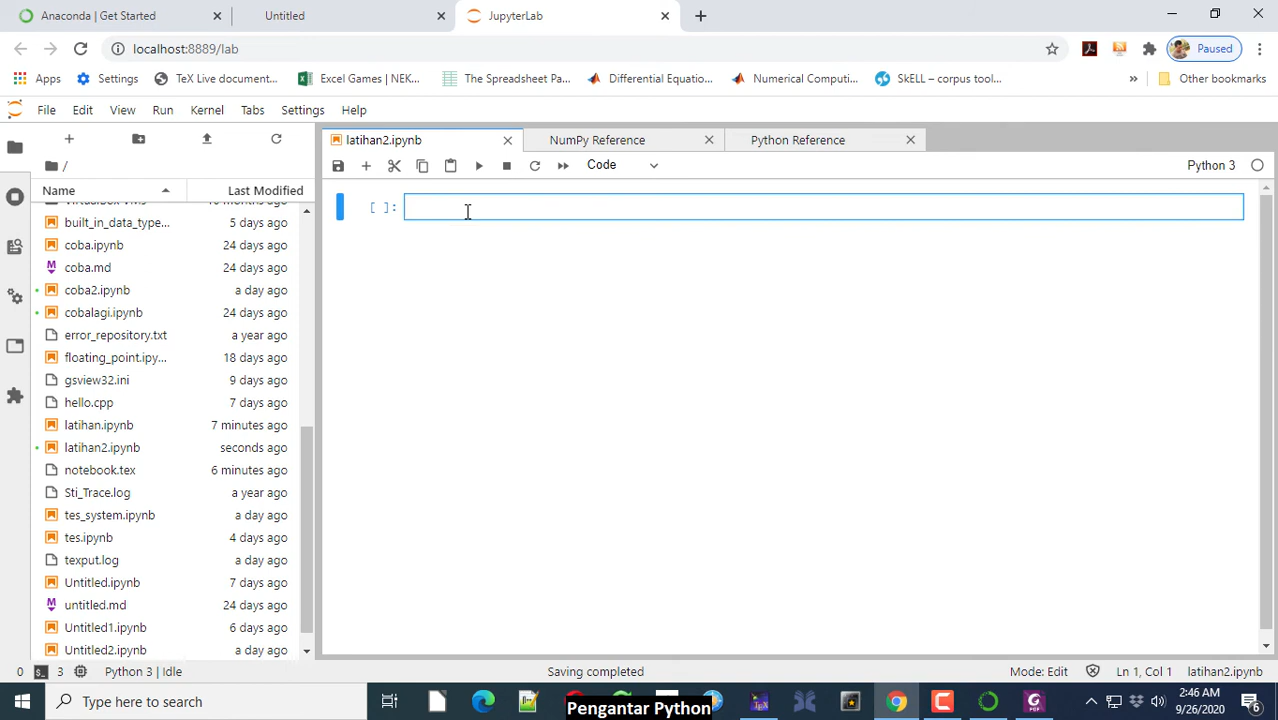 Anaconda | Get Started
Untitled
JupyterLab
localhost:8889/lab
Paused
Apps
Settings
TeX Live document...
Excel Games | NEK...
The Spreadsheet Pa...
Differential Equatio...
Numerical Computi...
SkELL – corpus tool...
»
Other bookmarks
File Edit View Run Kernel Tabs Settings Help
latihan2.ipynb
NumPy Reference
Python Reference
/
Code
Python 3
Name
Last Modified
[ ]:
built_in_data_type... 5 days ago
coba.ipynb 24 days ago
coba.md 24 days ago
coba2.ipynb a day ago
cobalagi.ipynb 24 days ago
error_repository.txt a year ago
floating_point.ipy... 18 days ago
gsview32.ini 9 days ago
hello.cpp 7 days ago
latihan.ipynb 7 minutes ago
latihan2.ipynb seconds ago
notebook.tex 6 minutes ago
Sti_Trace.log a year ago
tes_system.ipynb a day ago
tes.ipynb 4 days ago
texput.log a day ago
Untitled.ipynb 7 days ago
untitled.md 24 days ago
Untitled1.ipynb 6 days ago
Untitled2.ipynb a day ago
0
3
Python 3 | Idle
Saving completed
Mode: Edit
Ln 1, Col 1
latihan2.ipynb
Type here to search
Pengantar Python
2:46 AM
9/26/2020
6